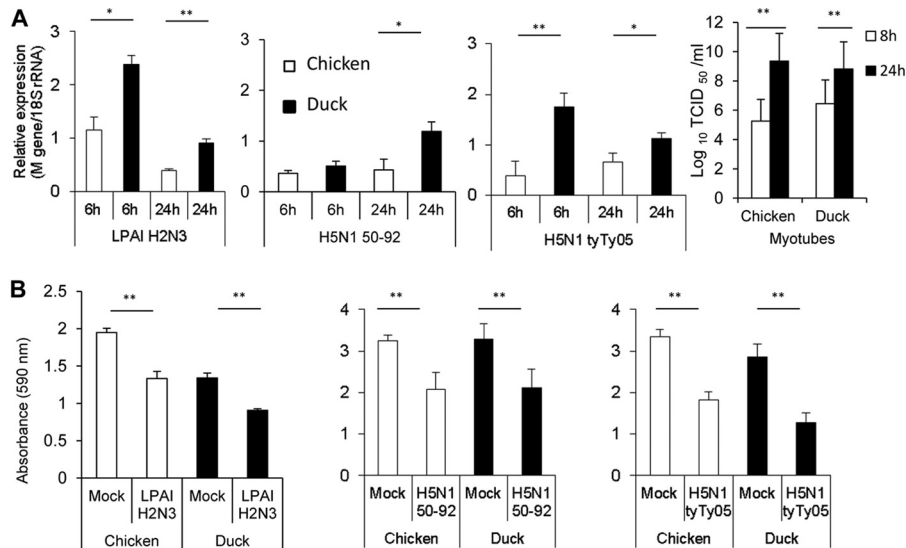 A
Relative expression
(M gene/18S rRNA)
3
2
1
0
*
**
6h 6h 24h 24h
LPAI H2N3
3
2
1
0
*
Chicken
Duck
6h 6h 24h 24h
H5N1 50-92
3
2
1
0
**
*
6h 6h 24h 24h
H5N1 tyTy05
Log 10 TCID 50 /ml
12
10
8
6
4
2
0
**
**
8h
24h
Chicken Duck
Myotubes
B
Absorbance (590 nm)
2.5
2
1.5
1
0.5
0
**
**
Mock LPAI Mock LPAI
H2N3 H2N3
Chicken Duck
4
3
2
1
0
**
**
Mock H5N1 Mock H5N1
50-92 50-92
Chicken Duck
4
3
2
1
0
**
**
Mock H5N1 Mock H5N1
tyTy05 tyTy05
Chicken Duck